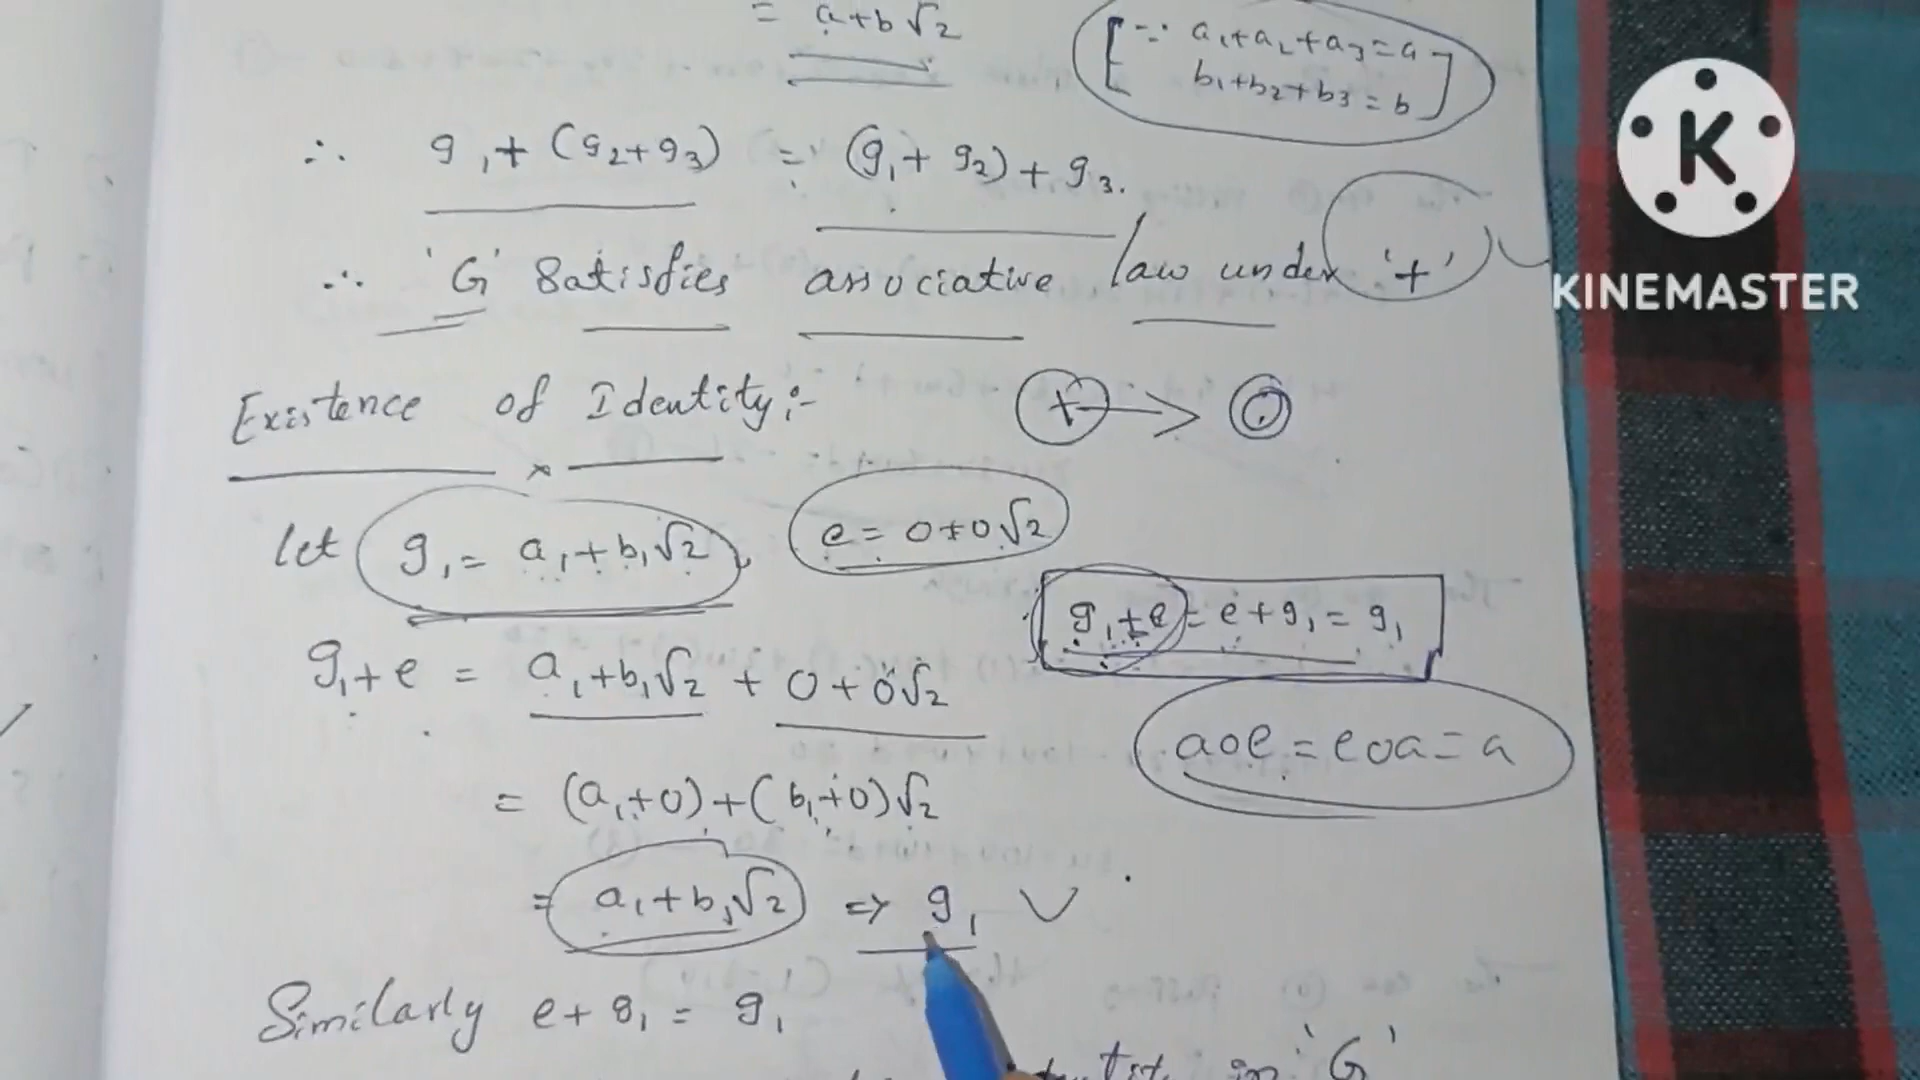 = a+b√2
[∵ a₁+a₂+a₃=a
b₁+b₂+b₃=b]
∴ g₁+(g₂+g₃) = (g₁+g₂)+g₃.
∴ 'G' Satisfies associative law under '+'
Existence of Identity:-
+ → 0
let g₁= a₁+b₁√2, e=0+0√2
g₁+e=e+g₁=g₁
g₁+e = a₁+b₁√2 + 0+0√2
aoe=eoa=a
= (a₁+0)+(b₁+0)√2
= a₁+b₁√2 => g₁
Similarly e+g₁= g₁
in 'G'
K
KINEMASTER